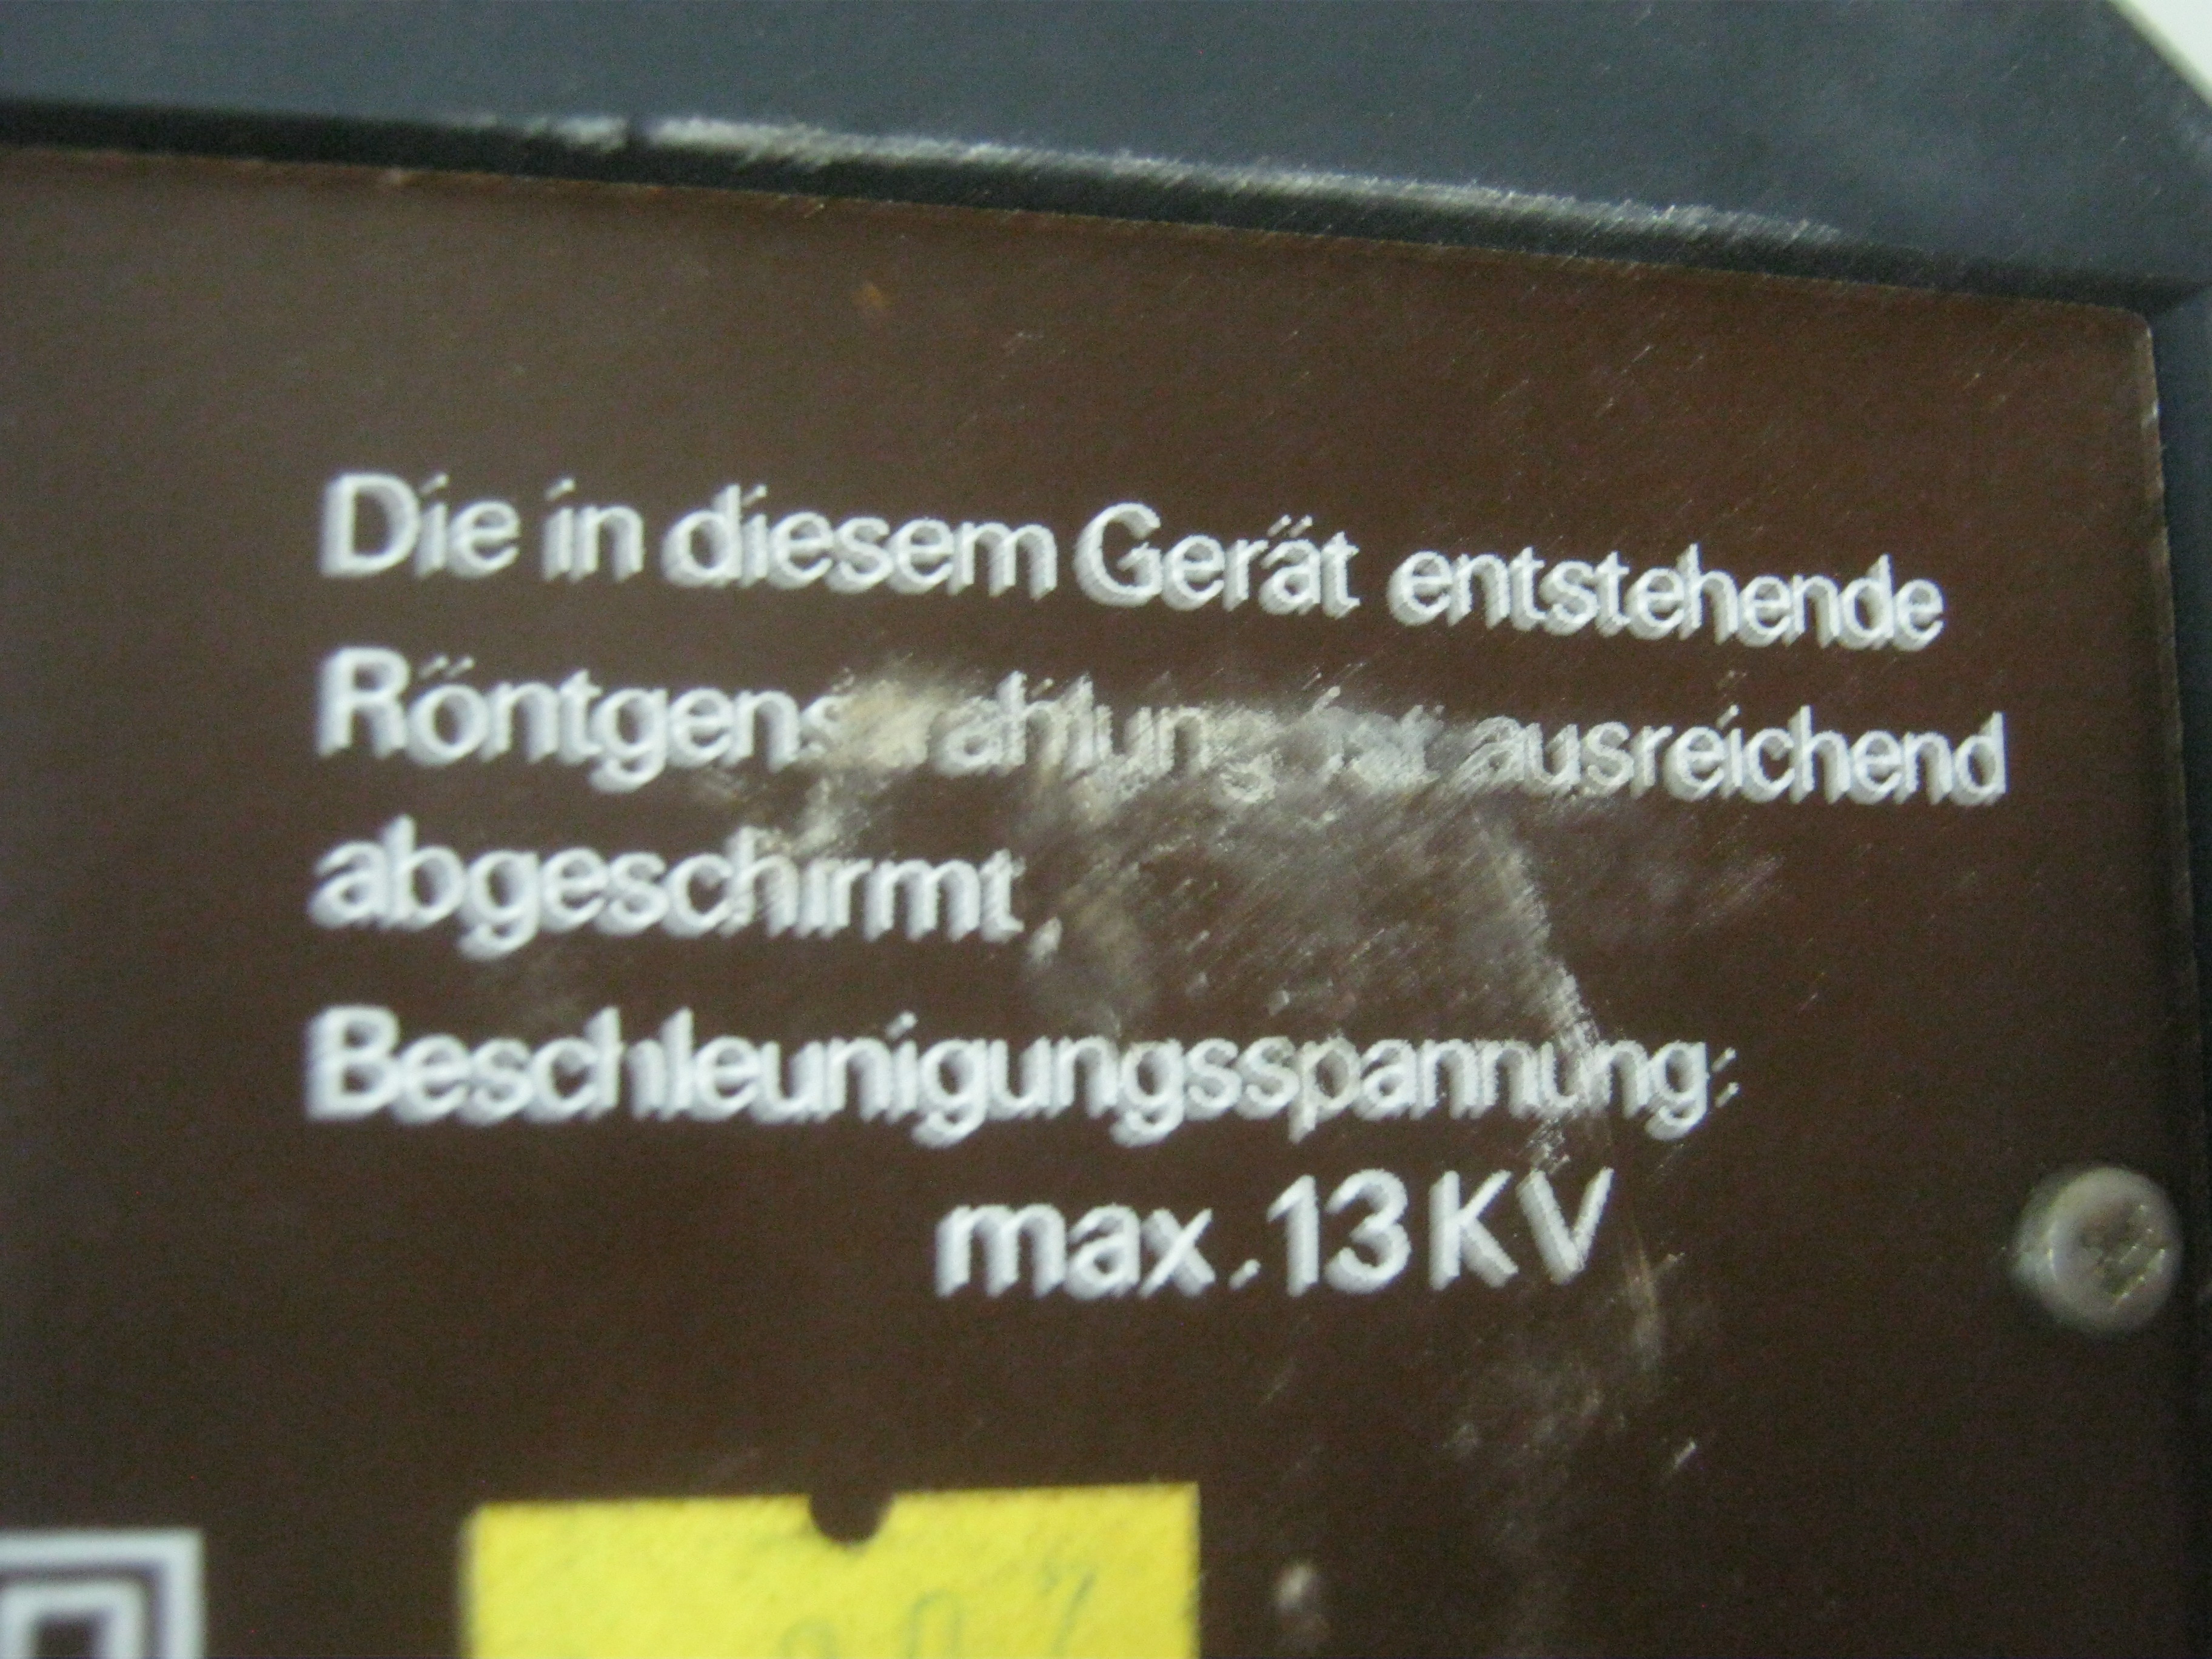 Die in diesem Gerät entstehende
Röntgenstrahlung ist ausreichend
abgeschirmt.
Beschleunigungsspannung:
max. 13 KV